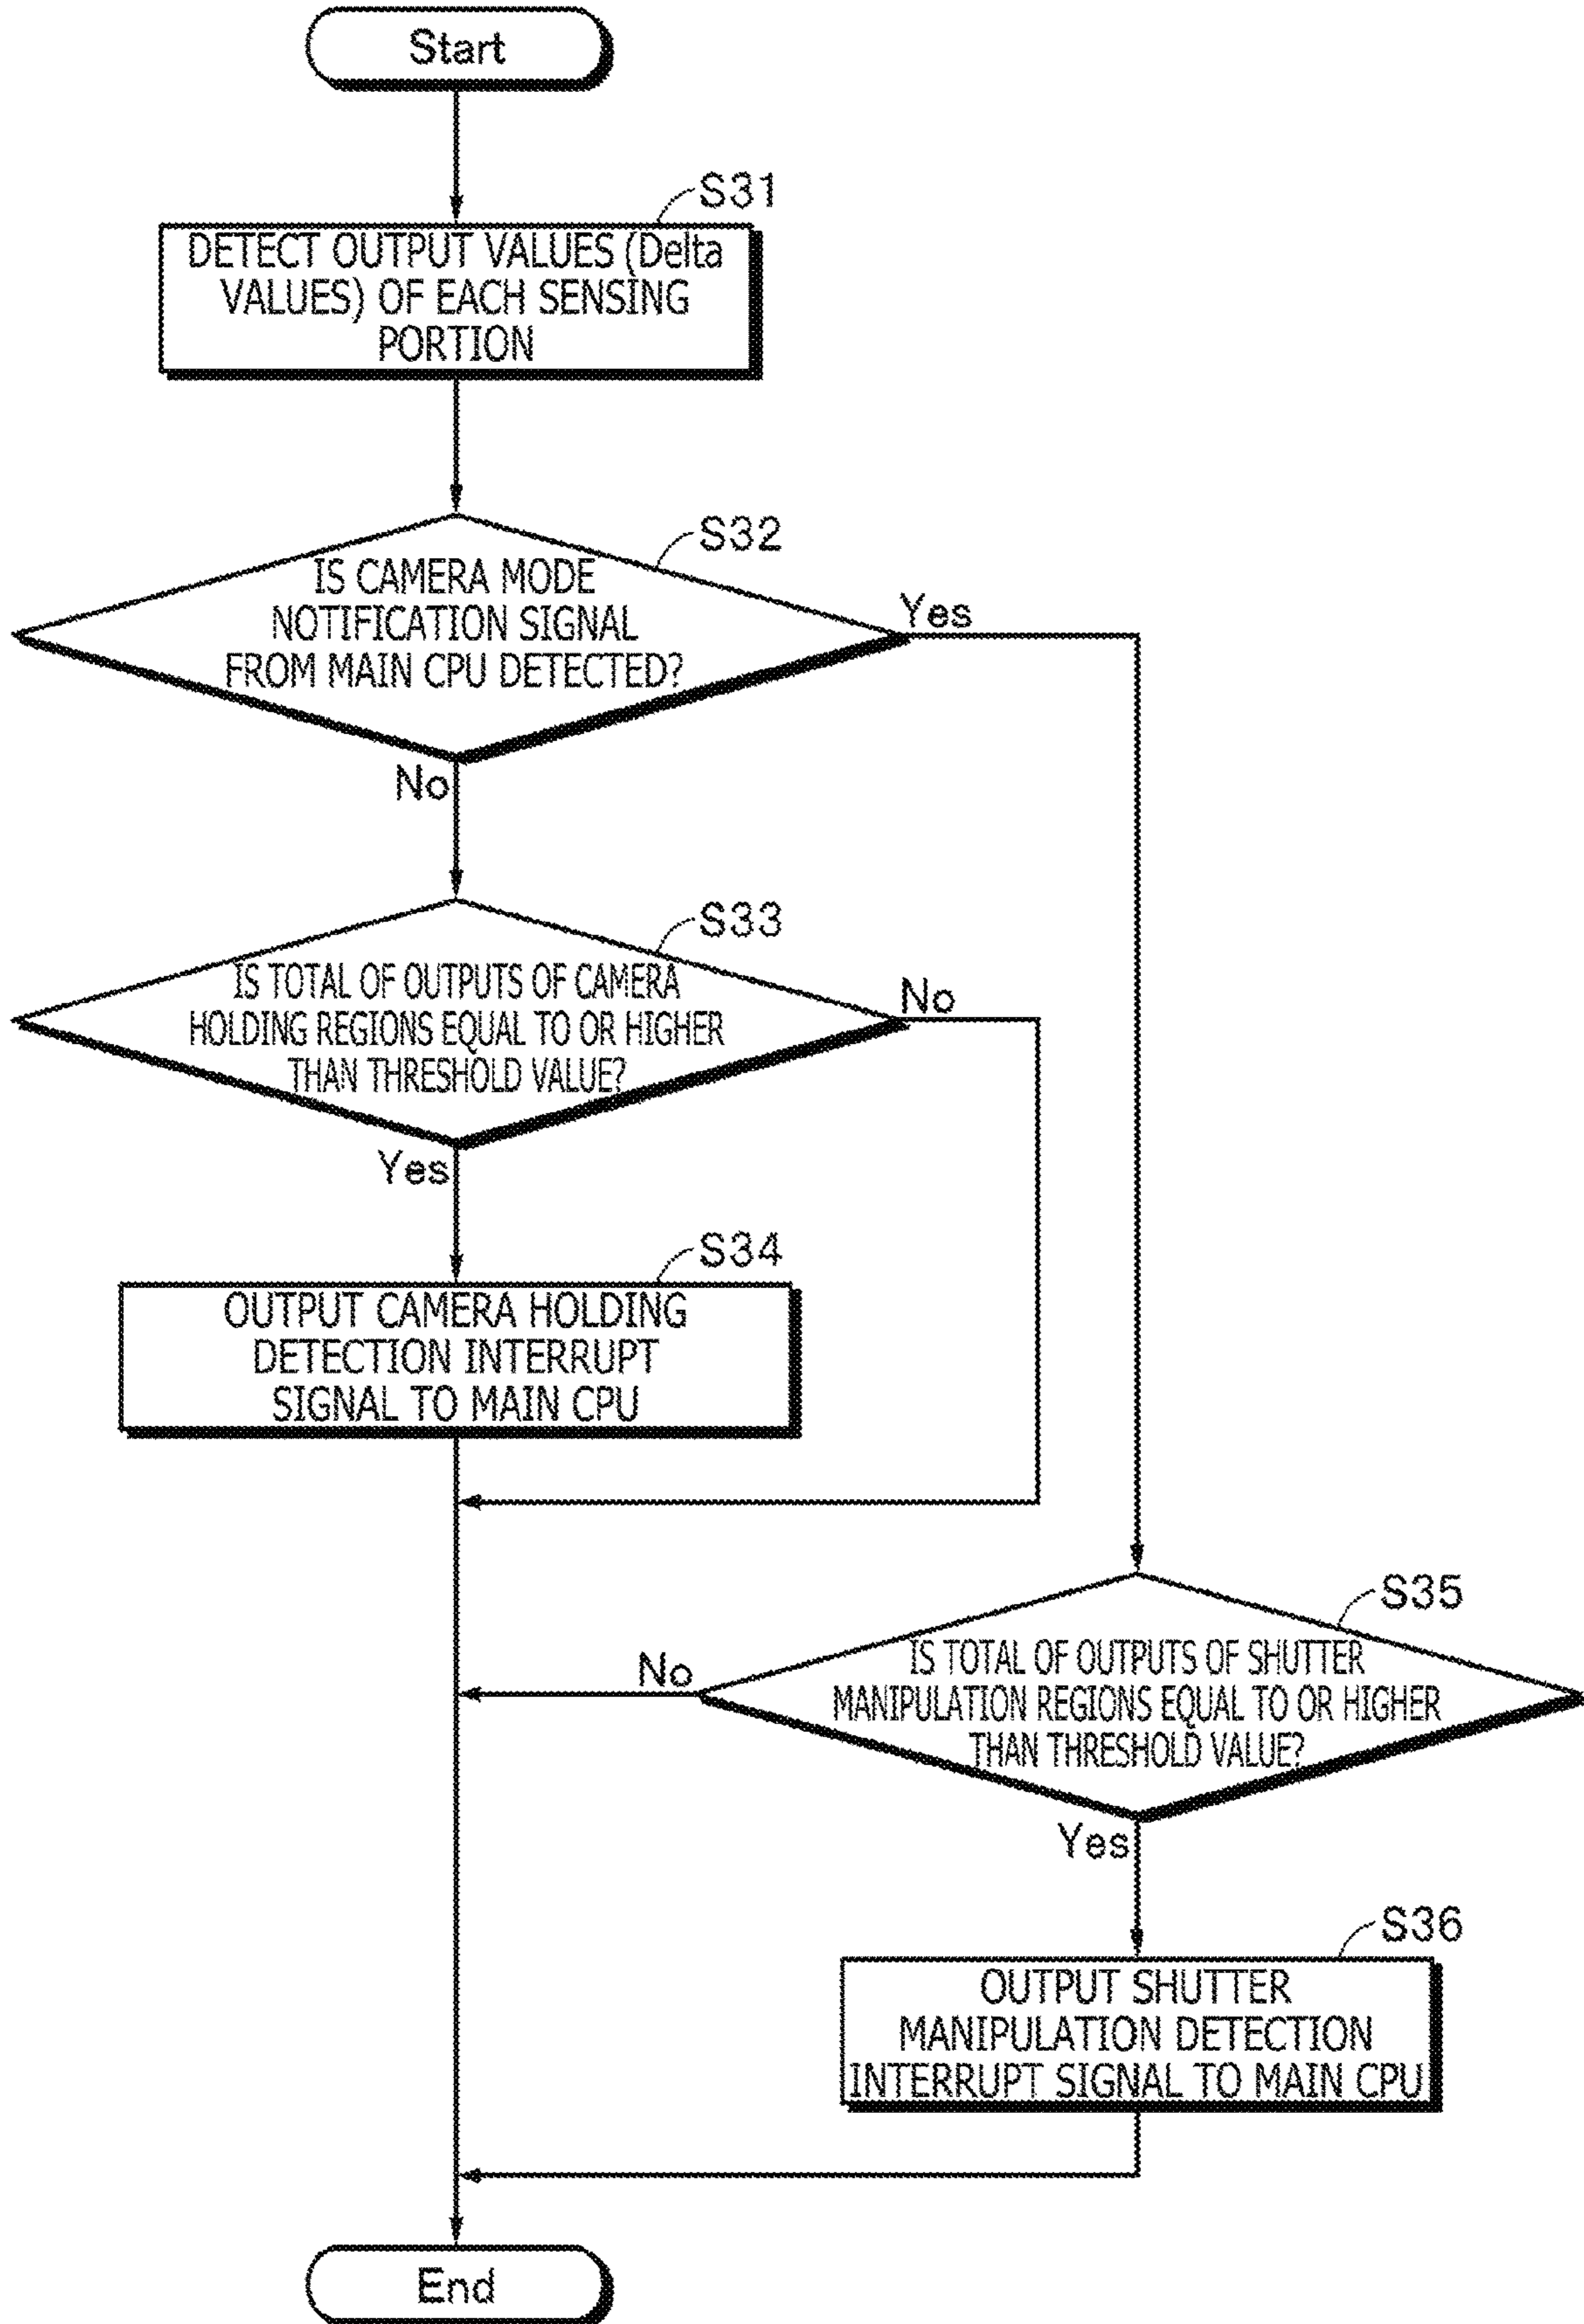 Start
S31
DETECT OUTPUT VALUES (Delta
VALUES) OF EACH SENSING
PORTION
S32
IS CAMERA MODE
NOTIFICATION SIGNAL
FROM MAIN CPU DETECTED?
Yes
No
S33
IS TOTAL OF OUTPUTS OF CAMERA
HOLDING REGIONS EQUAL TO OR HIGHER
THAN THRESHOLD VALUE?
No
Yes
S34
OUTPUT CAMERA HOLDING
DETECTION INTERRUPT
SIGNAL TO MAIN CPU
S35
IS TOTAL OF OUTPUTS OF SHUTTER
MANIPULATION REGIONS EQUAL TO OR HIGHER
THAN THRESHOLD VALUE?
No
Yes
S36
OUTPUT SHUTTER
MANIPULATION DETECTION
INTERRUPT SIGNAL TO MAIN CPU
End